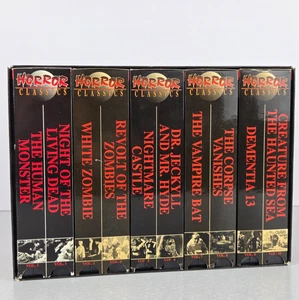 HORROR
CLASSICS
NIGHT OF THE
LIVING DEAD
THE HUMAN
MONSTER
HORROR
CLASSICS
REVOLT OF THE
ZOMBIES
WHITE ZOMBIE
HORROR
CLASSICS
DR. JECKYLL
AND MR. HYDE
NIGHTMARE
CASTLE
HORROR
CLASSICS
THE CORPSE
VANISHES
THE VAMPIRE BAT
HORROR
CLASSICS
CREATURE FROM
THE HAUNTED SEA
DEMENTIA 13